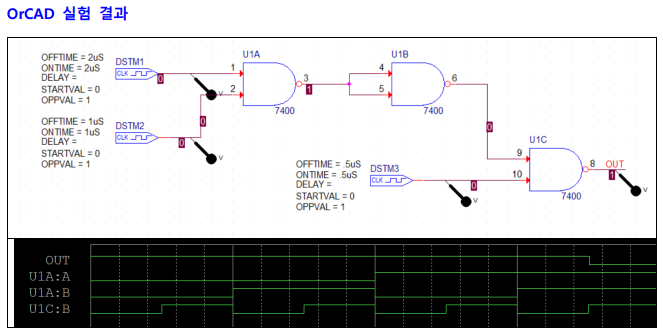 OrCAD 실험 결과
OFFTIME = 2uS
ONTIME = 2uS
DELAY =
STARTVAL = 0
OPPVAL = 1
DSTM1
CLK
0
U1A
1
2
3
1
7400
V
U1B
4
5
6
7400
OFFTIME = 1uS
ONTIME = 1uS
DELAY =
STARTVAL = 0
OPPVAL = 1
DSTM2
CLK
0
0
V
0
U1C
9
10
8
OUT
1
7400
V
OFFTIME = .5uS
ONTIME = .5uS
DELAY =
STARTVAL = 0
OPPVAL = 1
DSTM3
CLK
0
V
OUT
U1A:A
U1A:B
U1C:B